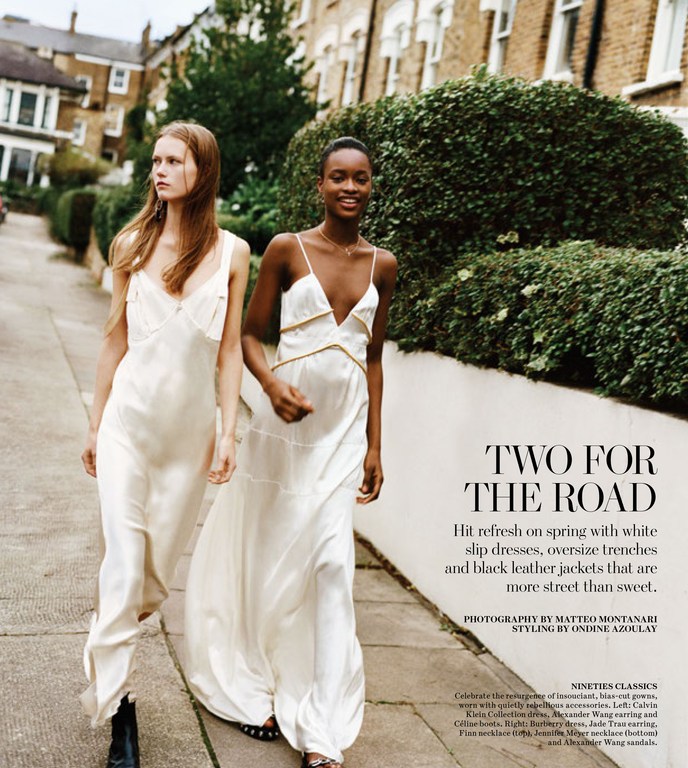 TWO FOR
THE ROAD
Hit refresh on spring with white
slip dresses, oversize trenches
and black leather jackets that are
more street than sweet.
PHOTOGRAPHY BY MATTEO MONTANARI
STYLING BY ONDINE AZOULAY
NINETIES CLASSICS
Celebrate the resurgence of insouciant, bias-cut gowns,
worn with quietly rebellious accessories. Left: Calvin
Klein Collection dress, Alexander Wang earring and
Céline boots. Right: Burberry dress, Jade Trau earring,
Finn necklace (top), Jennifer Meyer necklace (bottom)
and Alexander Wang sandals.